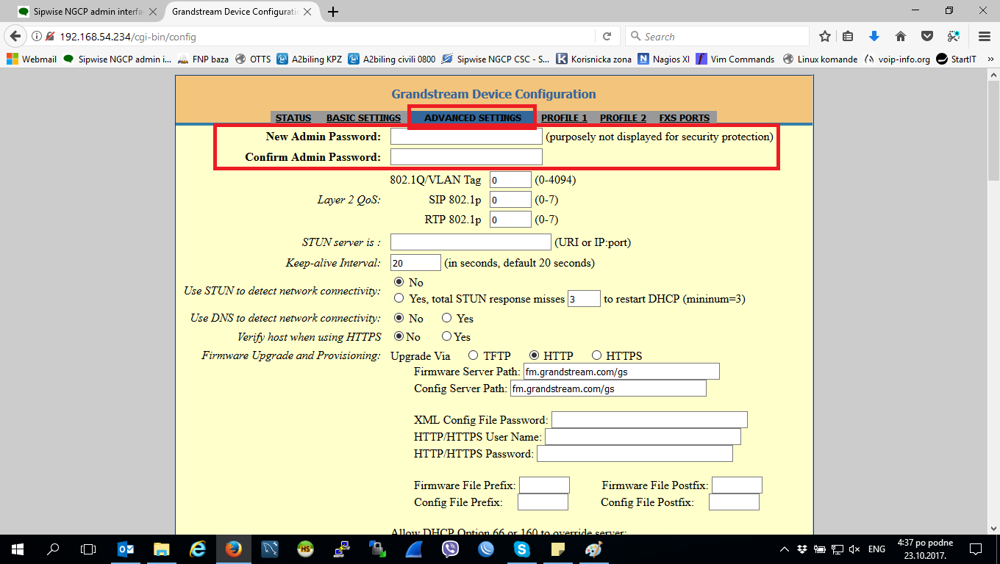 Sipwise NGCP admin interfa
Grandstream Device Configurati
192.168.54.234/cgi-bin/config
Search
Webmail Sipwise NGCP admin i... FNP baza OTTS A2biling KPZ A2biling civili 0800 Sipwise NGCP CSC - S... Korisnicka zona Nagios XI Vim Commands Linux komande voip-info.org StartIT »
Grandstream Device Configuration
STATUS BASIC SETTINGS ADVANCED SETTINGS PROFILE 1 PROFILE 2 FXS PORTS
New Admin Password: (purposely not displayed for security protection)
Confirm Admin Password:
802.1Q/VLAN Tag 0 (0-4094)
Layer 2 QoS: SIP 802.1p 0 (0-7)
RTP 802.1p 0 (0-7)
STUN server is : (URI or IP:port)
Keep-alive Interval: 20 (in seconds, default 20 seconds)
Use STUN to detect network connectivity: No
Yes, total STUN response misses 3 to restart DHCP (mininum=3)
Use DNS to detect network connectivity: No Yes
Verify host when using HTTPS No Yes
Firmware Upgrade and Provisioning: Upgrade Via TFTP HTTP HTTPS
Firmware Server Path: fm.grandstream.com/gs
Config Server Path: fm.grandstream.com/gs
XML Config File Password:
HTTP/HTTPS User Name:
HTTP/HTTPS Password:
Firmware File Prefix: Firmware File Postfix:
Config File Prefix: Config File Postfix:
Allow DHCP Option 66 or 160 to override server:
HS
ENG
4:37 po podne
23.10.2017.